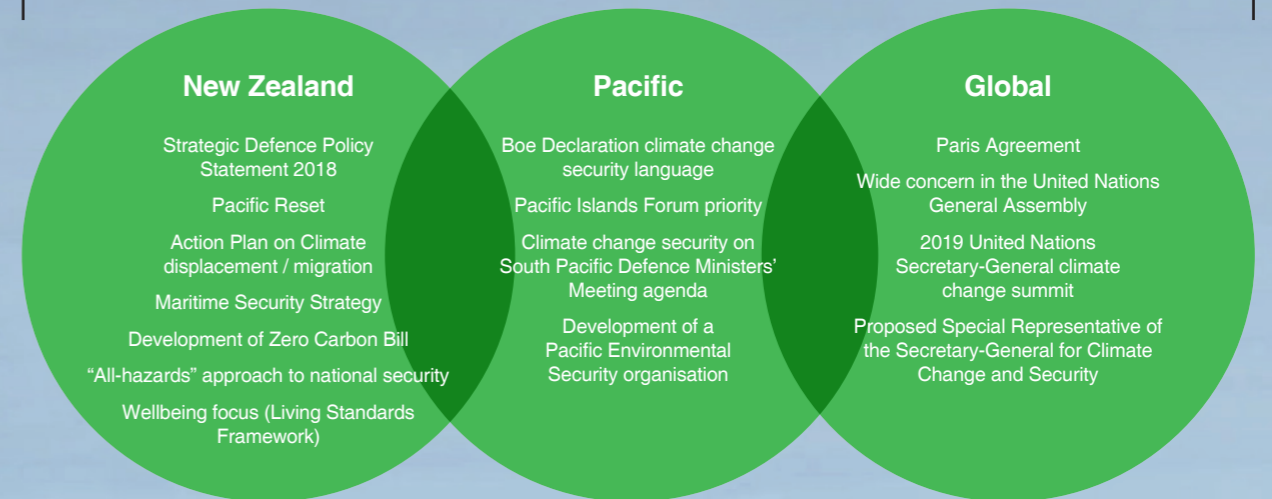 New Zealand
Strategic Defence Policy
Statement 2018
Pacific Reset
Action Plan on Climate
displacement / migration
Maritime Security Strategy
Development of Zero Carbon Bill
“All-hazards” approach to national security
Wellbeing focus (Living Standards
Framework)
Pacific
Boe Declaration climate change
security language
Pacific Islands Forum priority
Climate change security on
South Pacific Defence Ministers’
Meeting agenda
Development of a
Pacific Environmental
Security organisation
Global
Paris Agreement
Wide concern in the United Nations
General Assembly
2019 United Nations
Secretary-General climate
change summit
Proposed Special Representative of
the Secretary-General for Climate
Change and Security